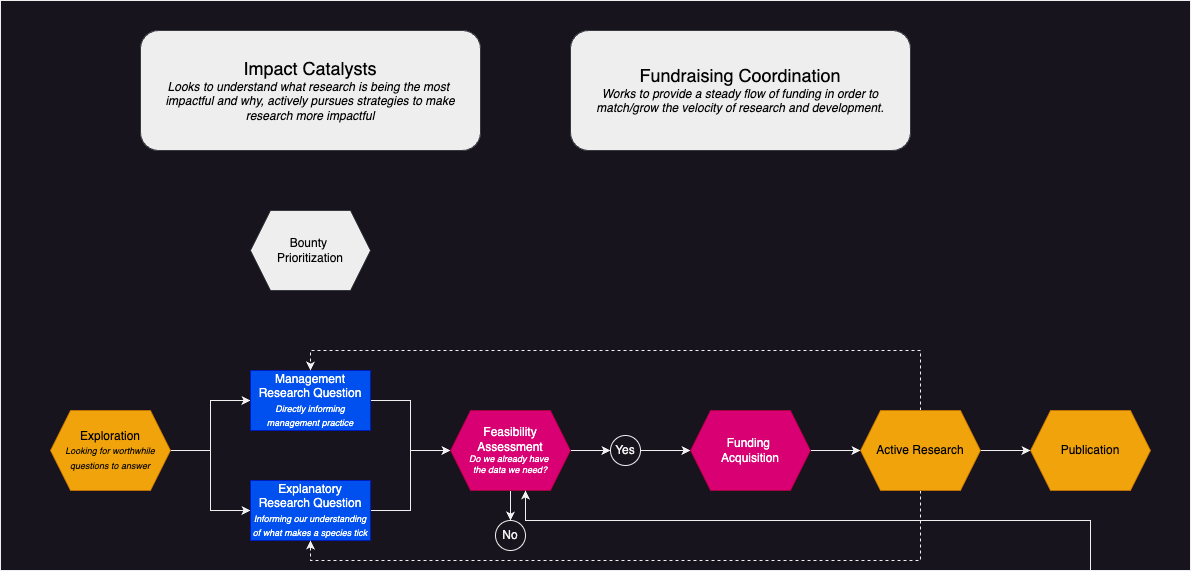 Impact Catalysts
Looks to understand what research is being the most
impactful and why, actively pursues strategies to make
research more impactful
Fundraising Coordination
Works to provide a steady flow of funding in order to
match/grow the velocity of research and development.
Bounty
Prioritization
Exploration
Looking for worthwhile
questions to answer
Management
Research Question
Directly informing
management practice
Explanatory
Research Question
Informing our understanding
of what makes a species tick
Feasibility
Assessment
Do we already have
the data we need?
Yes
No
Funding
Acquisition
Active Research
Publication